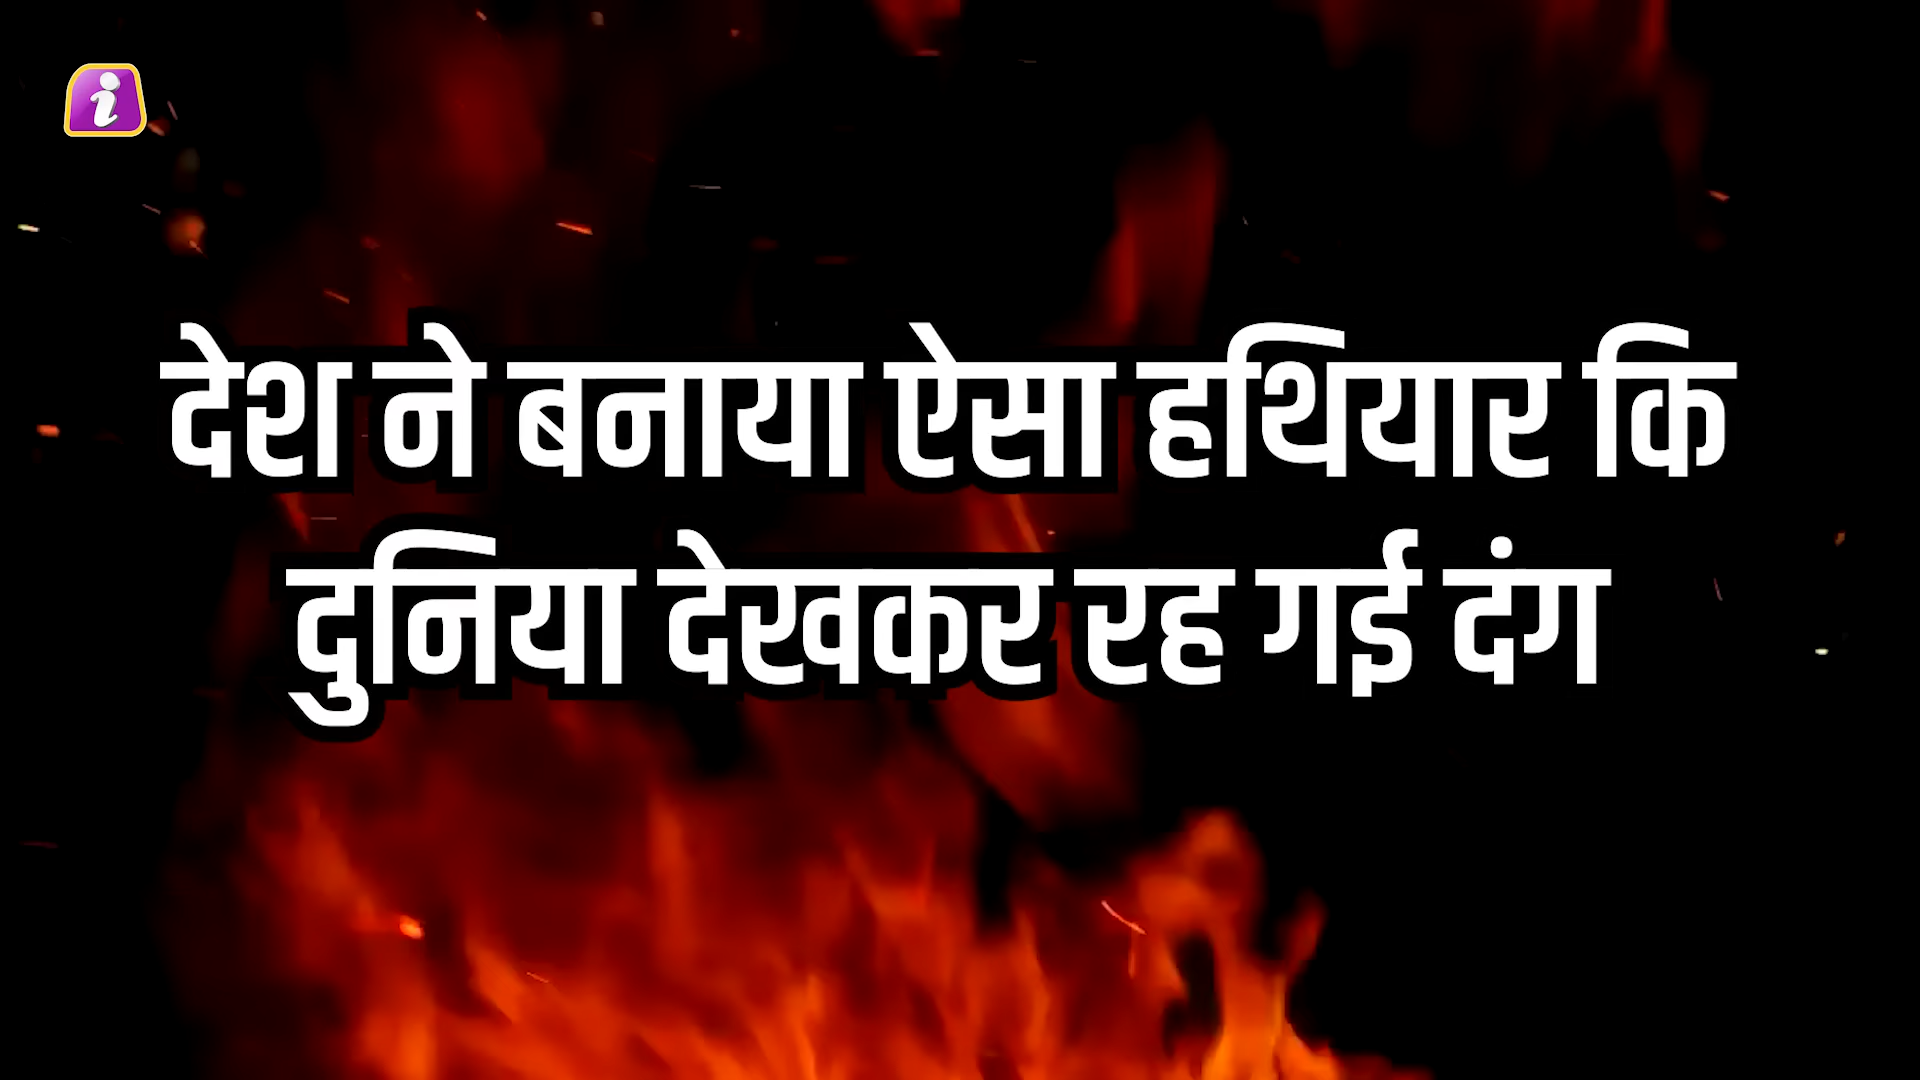 देश ने बनाया ऐसा हथियार कि
दुनिया देखकर रह गई दंग